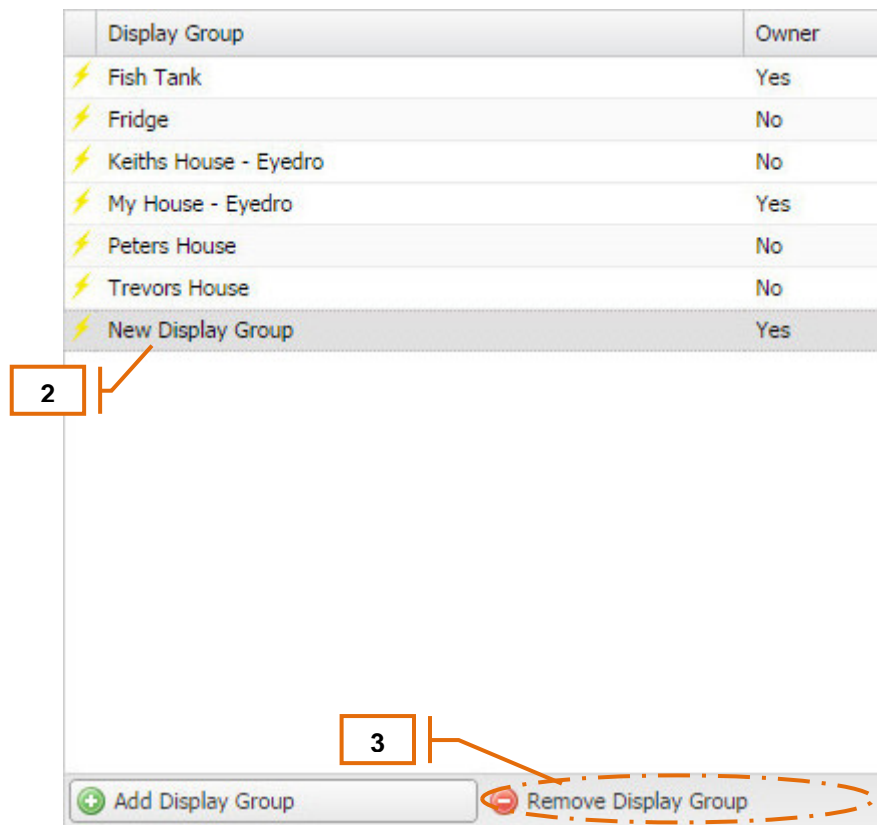 Display Group Owner
Fish Tank Yes
Fridge No
Keiths House - Eyedro No
My House - Eyedro Yes
Peters House No
Trevors House No
New Display Group Yes
2
3
Add Display Group Remove Display Group